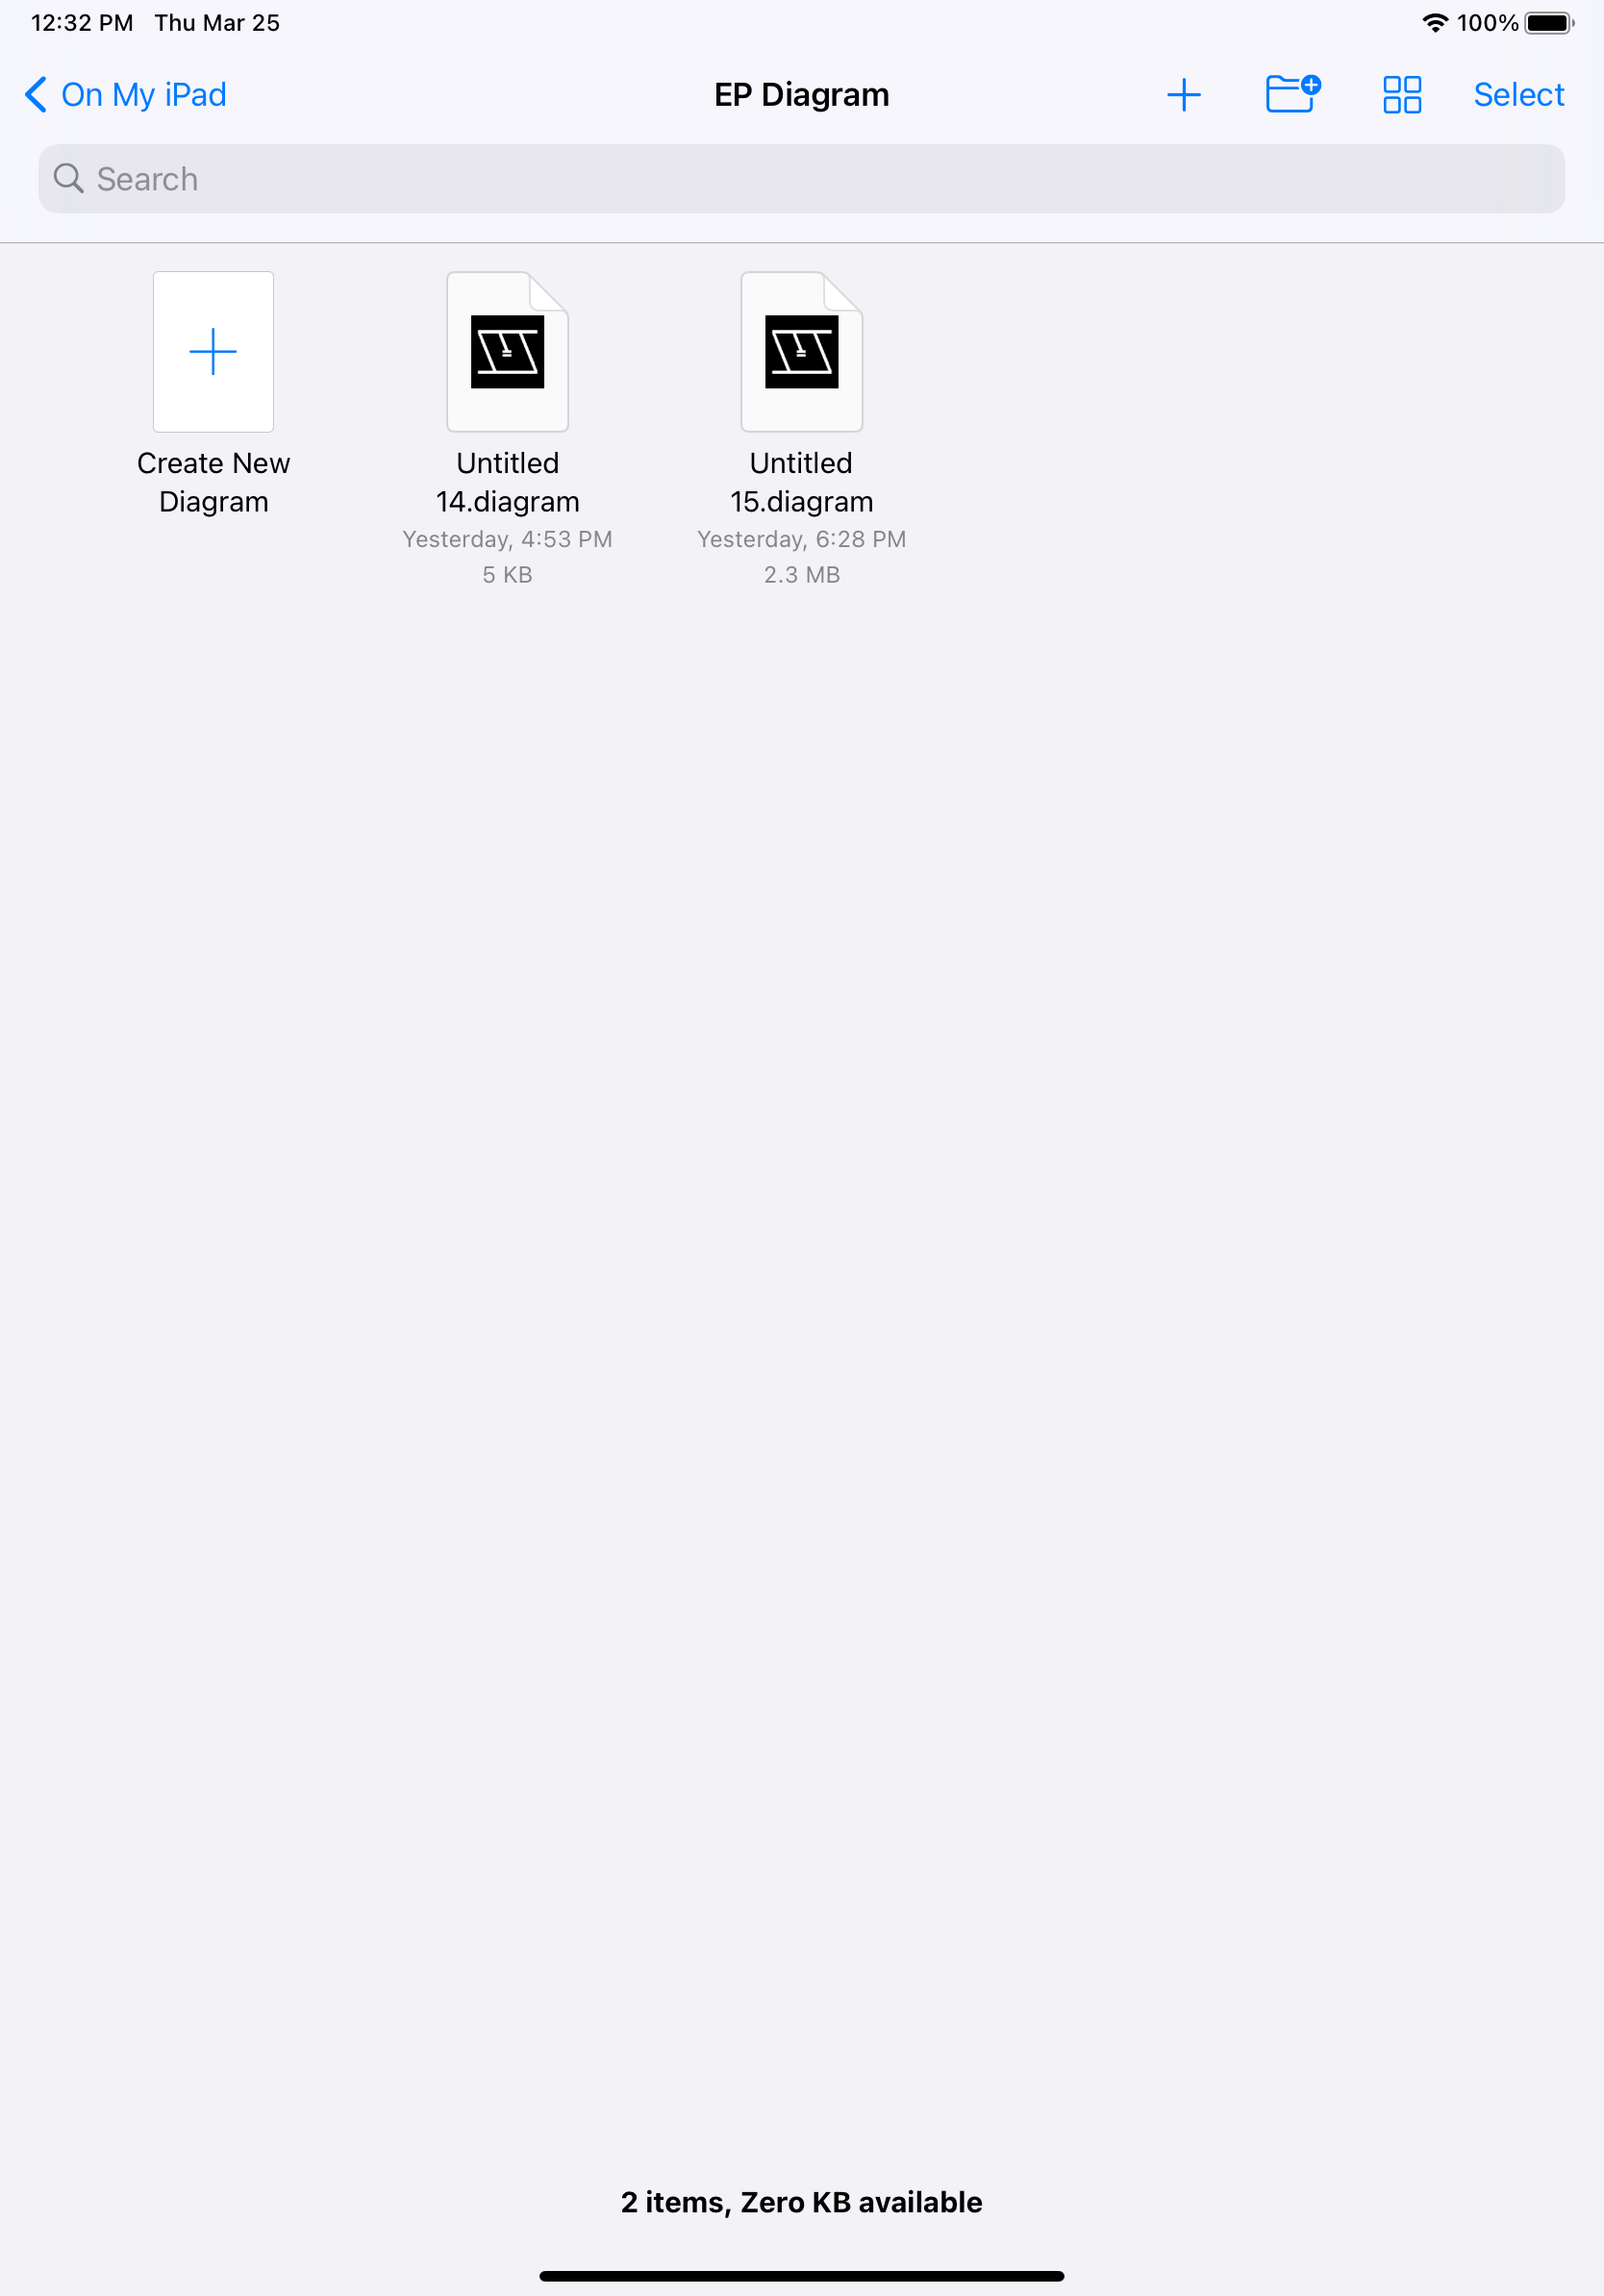 12:32 PM Thu Mar 25
100%
On My iPad
EP Diagram
Select
Search
Create New
Diagram
Untitled
14.diagram
Yesterday, 4:53 PM
5 KB
Untitled
15.diagram
Yesterday, 6:28 PM
2.3 MB
2 items, Zero KB available